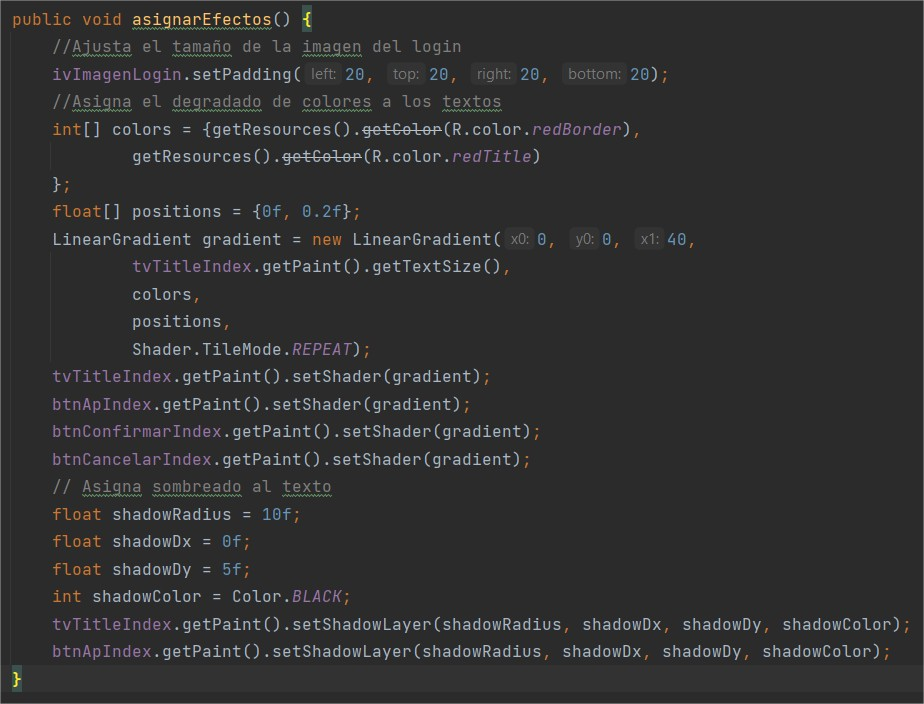 public void asignarEfectos() {
//Ajusta el tamaño de la imagen del login
ivImagenLogin.setPadding( left: 20, top: 20, right: 20, bottom: 20);
//Asigna el degradado de colores a los textos
int[] colors = {getResources().getColor(R.color.redBorder),
getResources().getColor(R.color.redTitle)
};
float[] positions = {0f, 0.2f};
LinearGradient gradient = new LinearGradient( x0: 0, y0: 0, x1: 40,
tvTitleIndex.getPaint().getTextSize(),
colors,
positions,
Shader.TileMode.REPEAT);
tvTitleIndex.getPaint().setShader(gradient);
btnApIndex.getPaint().setShader(gradient);
btnConfirmarIndex.getPaint().setShader(gradient);
btnCancelarIndex.getPaint().setShader(gradient);
// Asigna sombreado al texto
float shadowRadius = 10f;
float shadowDx = 0f;
float shadowDy = 5f;
int shadowColor = Color.BLACK;
tvTitleIndex.getPaint().setShadowLayer(shadowRadius, shadowDx, shadowDy, shadowColor);
btnApIndex.getPaint().setShadowLayer(shadowRadius, shadowDx, shadowDy, shadowColor);
}